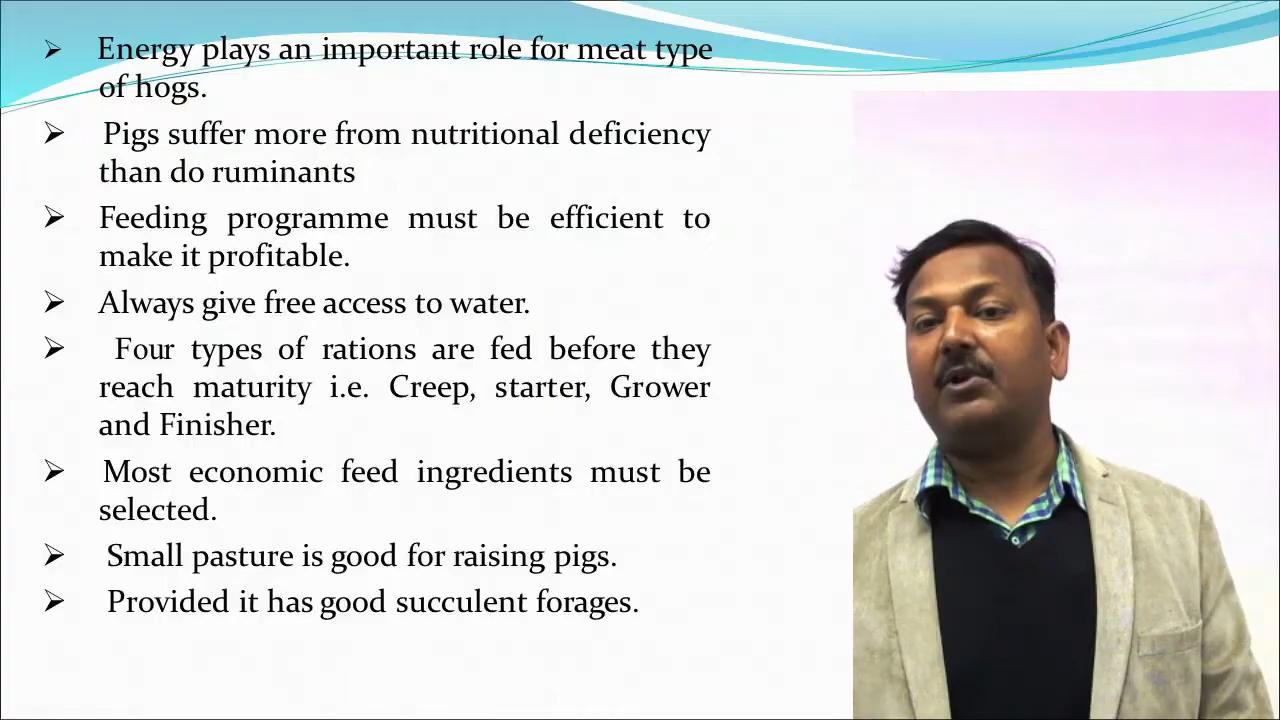 ➢ Energy plays an important role for meat type
of hogs.
➢ Pigs suffer more from nutritional deficiency
than do ruminants
➢ Feeding programme must be efficient to
make it profitable.
➢ Always give free access to water.
➢ Four types of rations are fed before they
reach maturity i.e. Creep, starter, Grower
and Finisher.
➢ Most economic feed ingredients must be
selected.
➢ Small pasture is good for raising pigs.
➢ Provided it has good succulent forages.